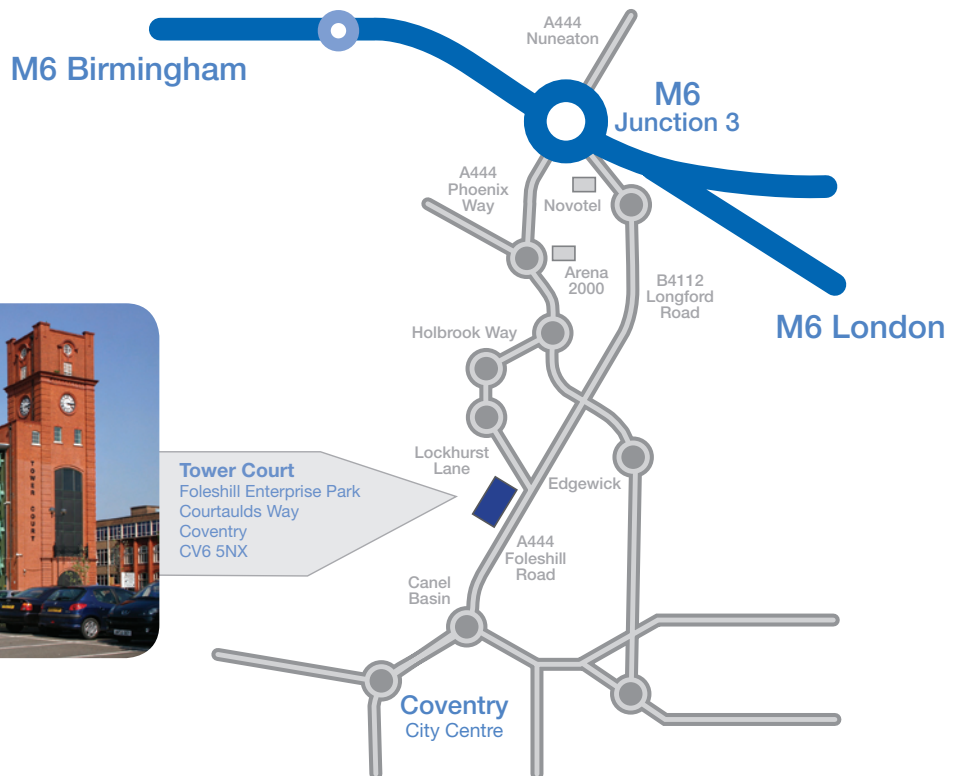 A444
Nuneaton
M6 Birmingham
M6
Junction 3
A444
Phoenix
Way
Novotel
Arena
2000
B4112
Longford
Road
M6 London
Holbrook Way
Lockhurst
Lane
Edgewick
Tower Court
Foleshill Enterprise Park
Courtaulds Way
Coventry
CV6 5NX
TOWER COURT
A444
Foleshill
Road
Canel
Basin
Coventry
City Centre